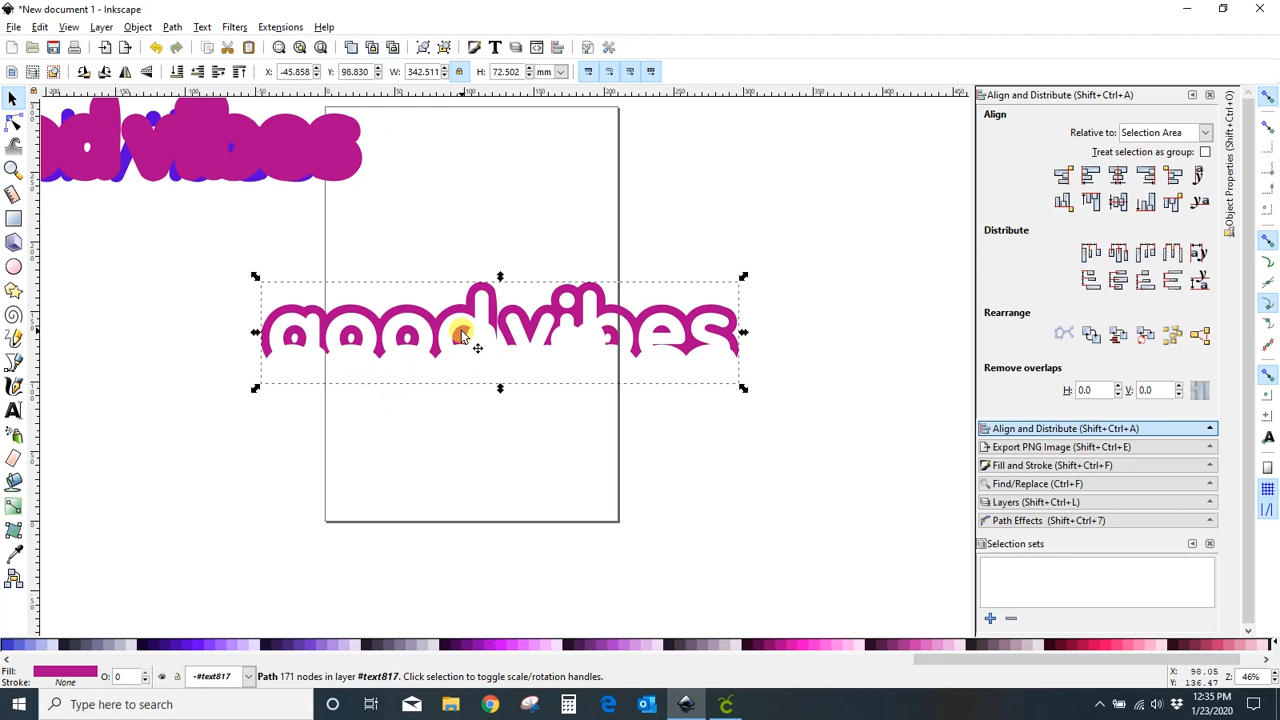 *New document 1 - Inkscape
File Edit View Layer Object Path Text Filters Extensions Help
X: -45.858 Y: 98.830 W: 342.511 H: 72.502 mm
Align and Distribute (Shift+Ctrl+A)
Align
Relative to: Selection Area
Treat selection as group:
Distribute
Rearrange
Remove overlaps
H: 0.0 V: 0.0
Align and Distribute (Shift+Ctrl+A)
Export PNG Image (Shift+Ctrl+E)
Fill and Stroke (Shift+Ctrl+F)
Find/Replace (Ctrl+F)
Layers (Shift+Ctrl+L)
Path Effects (Shift+Ctrl+7)
Selection sets
Object Properties (Shift+Ctrl+O)
odvibes
goodvibes
Fill:
Stroke: None
O: 0
-#text817
Path 171 nodes in layer #text817. Click selection to toggle scale/rotation handles.
X: 98.05
Y: 136.47
Z: 46%
Type here to search
12:35 PM
1/23/2020